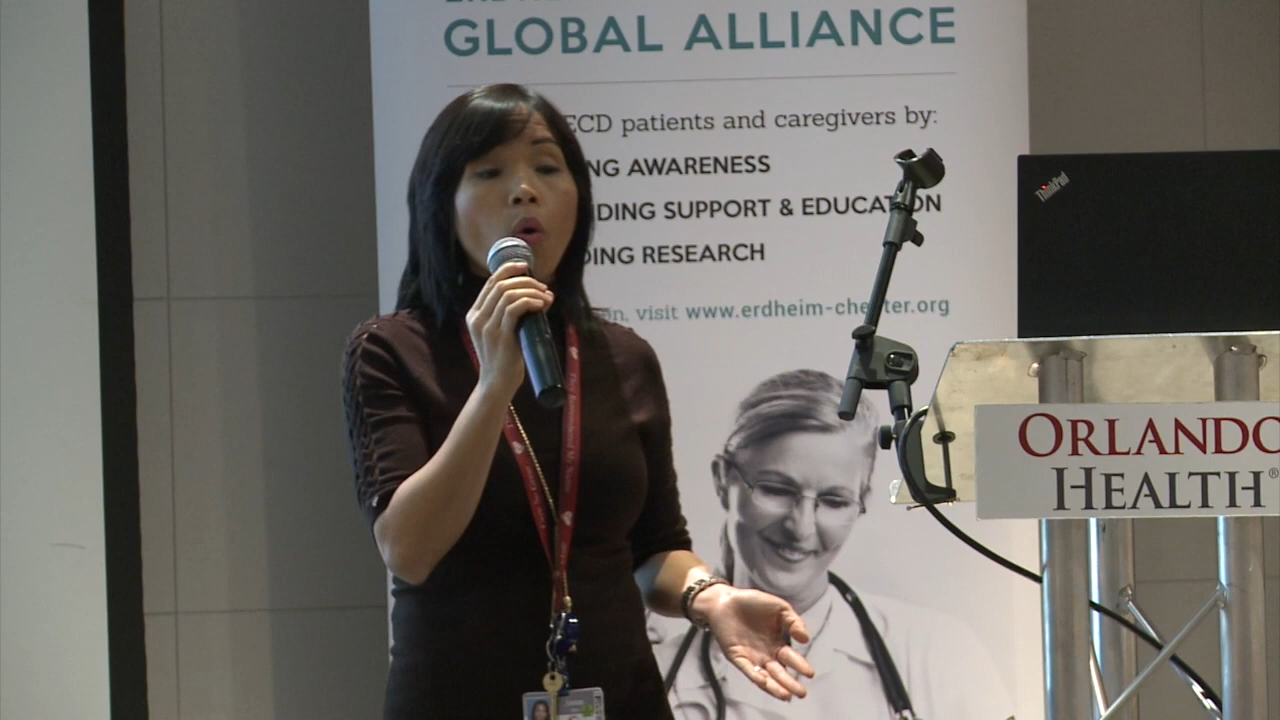 GLOBAL ALLIANCE
ECD patients and caregivers by:
NG AWARENESS
DING SUPPORT & EDUCATION
DING RESEARCH
on, visit www.erdheim-chester.org
ThinkPad
ORLANDO
HEALTH®